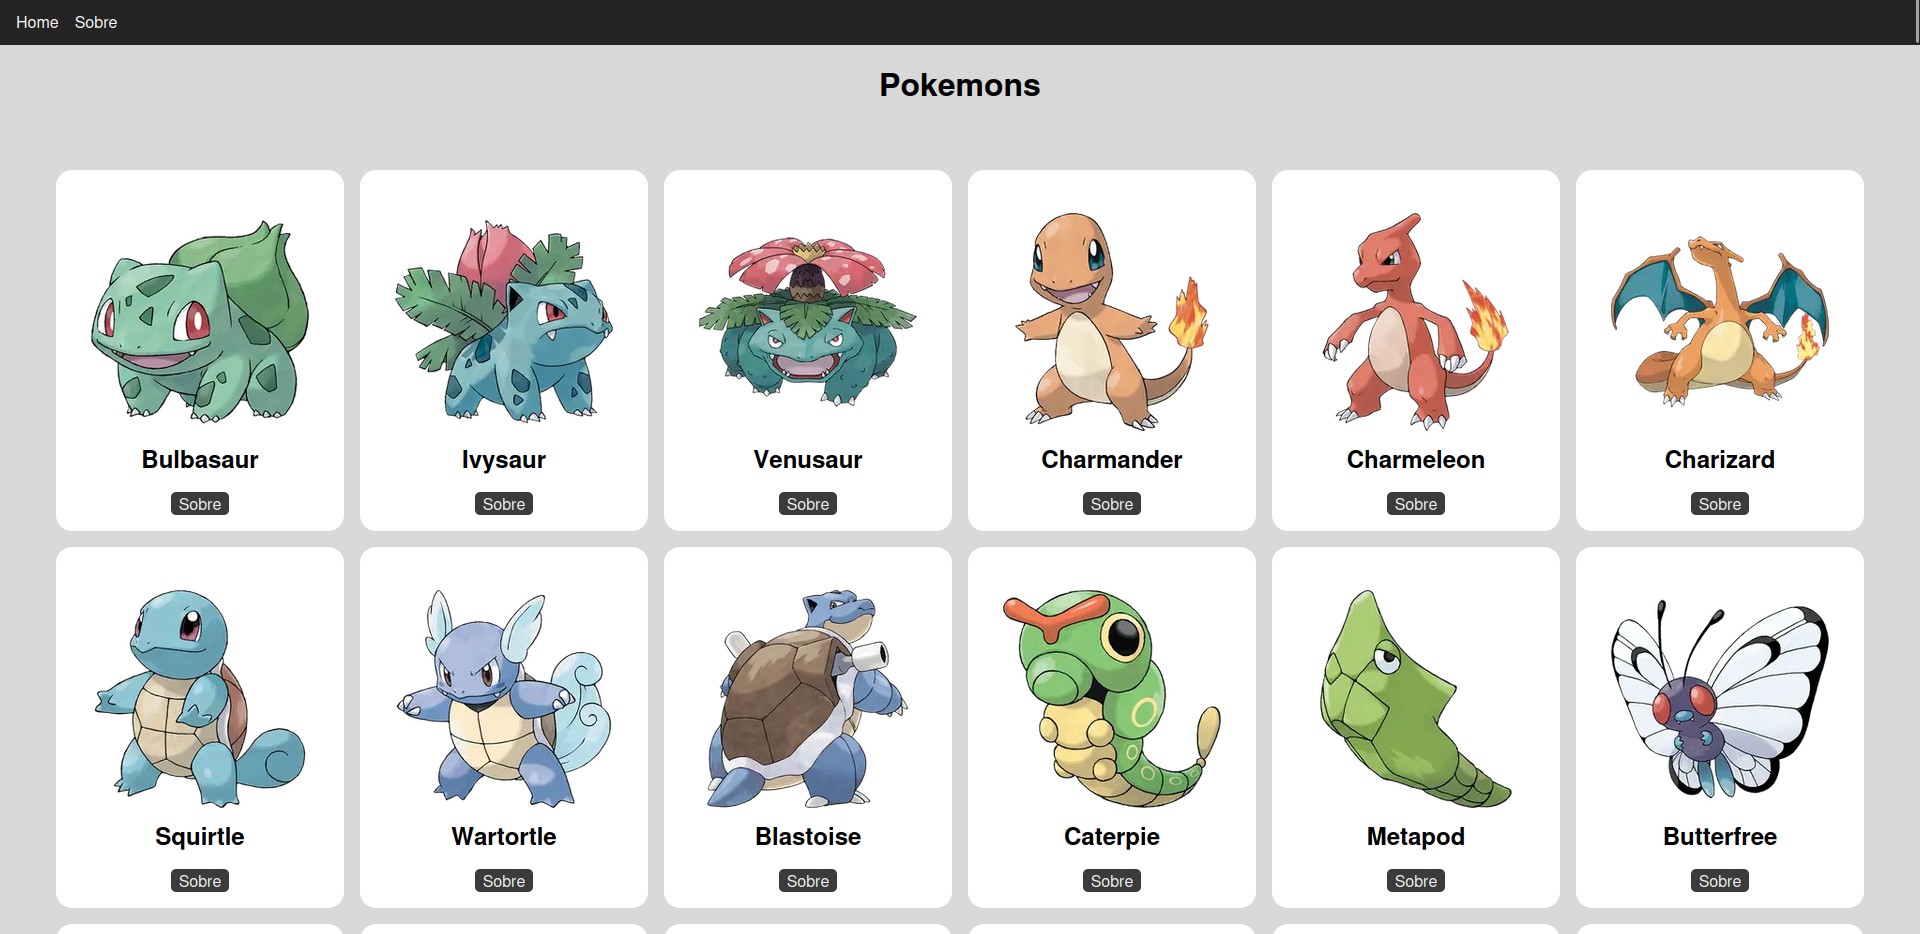 Home Sobre
Pokemons
Bulbasaur
Sobre
Ivysaur
Sobre
Venusaur
Sobre
Charmander
Sobre
Charmeleon
Sobre
Charizard
Sobre
Squirtle
Sobre
Wartortle
Sobre
Blastoise
Sobre
Caterpie
Sobre
Metapod
Sobre
Butterfree
Sobre